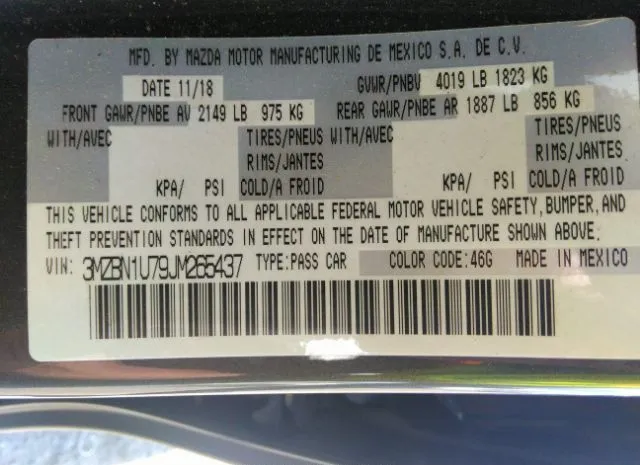 MFD. BY MAZDA MOTOR MANUFACTURING DE MEXICO S.A. DE C.V.
DATE 11/18 GVWR/PNBV 4019 LB 1823 KG
FRONT GAWR/PNBE AV 2149 LB 975 KG REAR GAWR/PNBE AR 1887 LB 856 KG
WITH/AVEC TIRES/PNEUS WITH/AVEC TIRES/PNEUS
RIMS/JANTES RIMS/JANTES
KPA/ PSI COLD/A FROID KPA/ PSI COLD/A FROID
THIS VEHICLE CONFORMS TO ALL APPLICABLE FEDERAL MOTOR VEHICLE SAFETY, BUMPER, AND
THEFT PREVENTION STANDARDS IN EFFECT ON THE DATE OF MANUFACTURE SHOWN ABOVE.
VIN: 3MZBN1U79JM265437 TYPE:PASS CAR COLOR CODE:46G MADE IN MEXICO